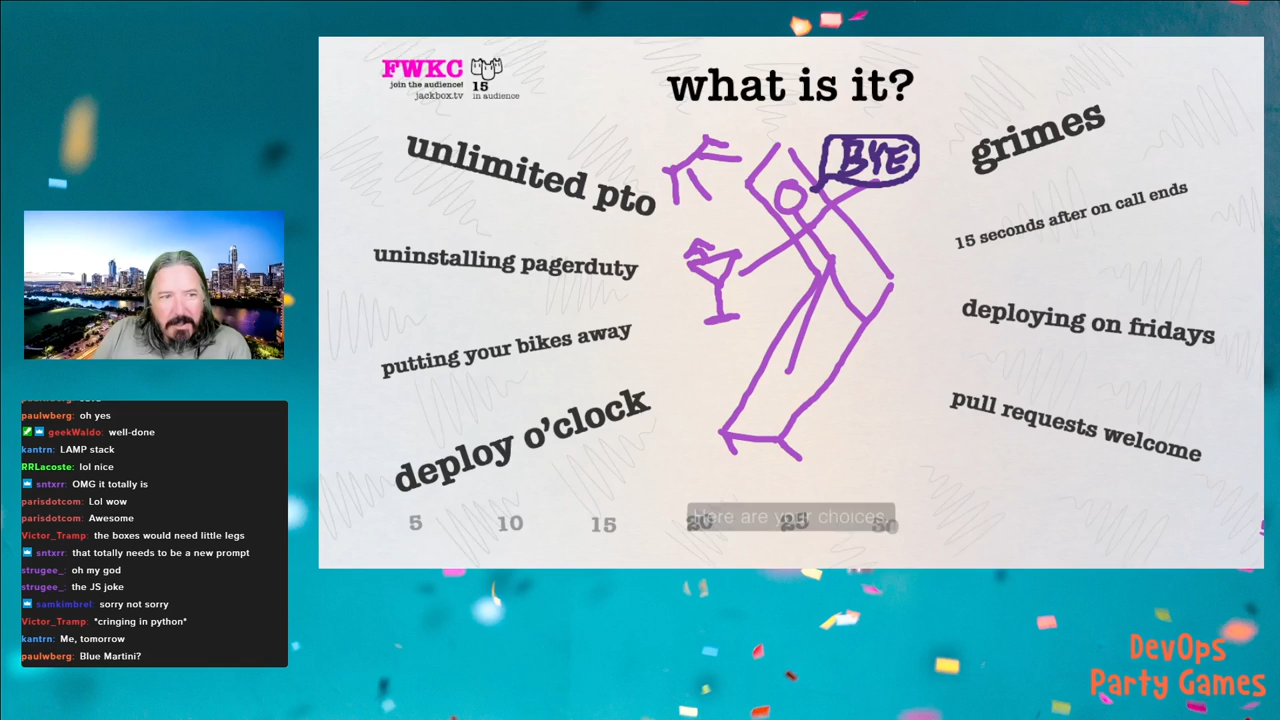 FWKC
join the audience!
jackbox.tv
15
in audience
what is it?
BYE
unlimited pto
uninstalling pagerduty
putting your bikes away
deploy o'clock
grimes
15 seconds after on call ends
deploying on fridays
pull requests welcome
5 10 15 20 25 30
Here are your choices.
paulwberg: oh yes
geekWaldo: well-done
kantrn: LAMP stack
RRLacoste: lol nice
sntxrr: OMG it totally is
parisdotcom: Lol wow
parisdotcom: Awesome
Victor_Tramp: the boxes would need little legs
sntxrr: that totally needs to be a new prompt
strugee_: oh my god
strugee_: the JS joke
samkimbrel: sorry not sorry
Victor_Tramp: *cringing in python*
kantrn: Me, tomorrow
paulwberg: Blue Martini?
DevOps
Party Games